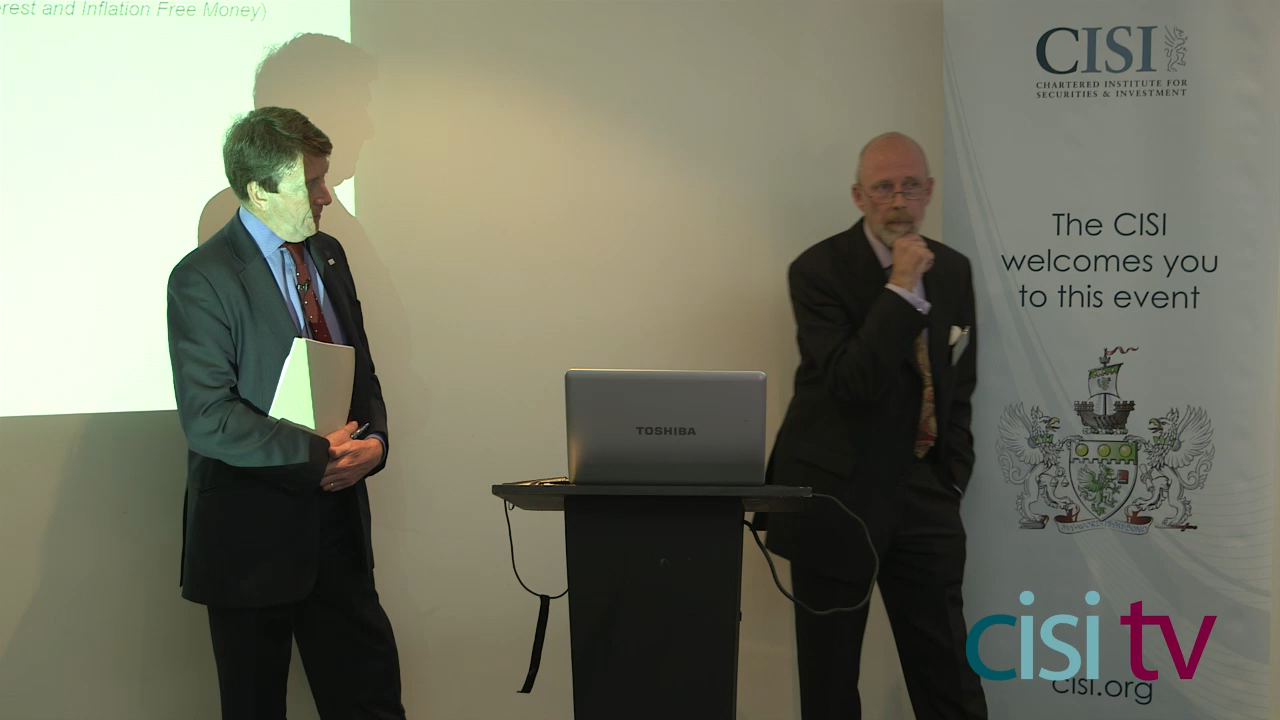 erest and Inflation Free Money)
CISI
CHARTERED INSTITUTE FOR
SECURITIES & INVESTMENT
The CISI
welcomes you
to this event
TOSHIBA
cisi tv
cisi.org